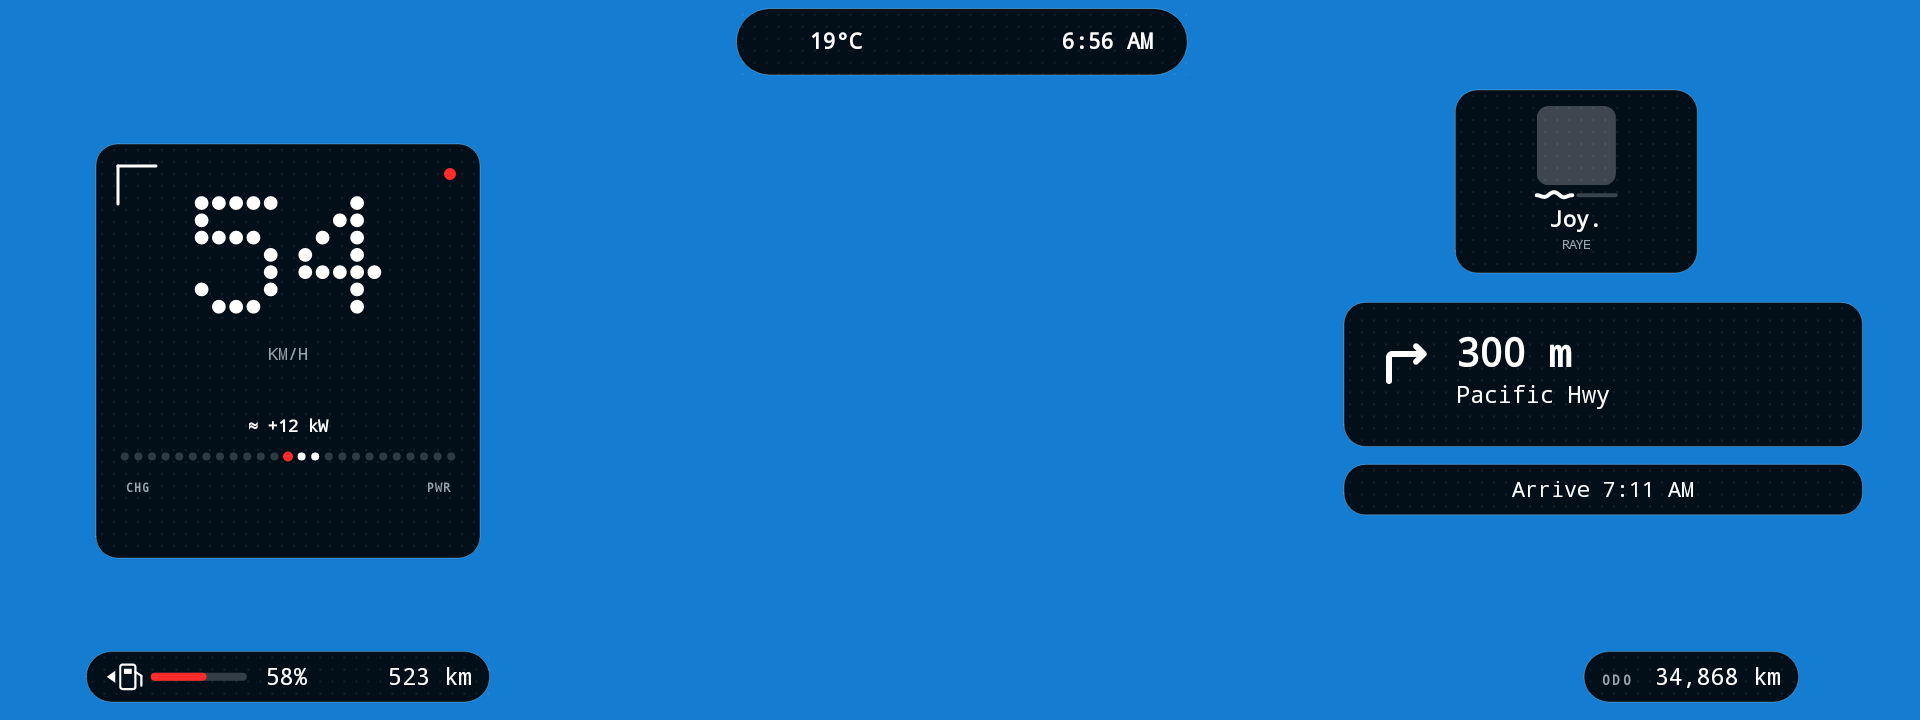 19°C 6:56 AM
54
KM/H
≈ +12 kW
CHG PWR
Joy.
RAYE
300 m
Pacific Hwy
Arrive 7:11 AM
58% 523 km
ODO 34,868 km